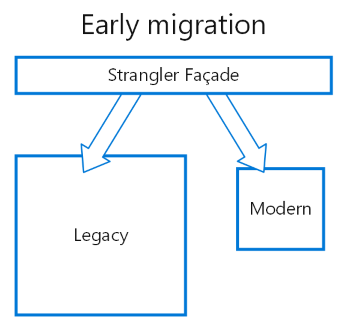 Early migration
Strangler Façade
Legacy
Modern